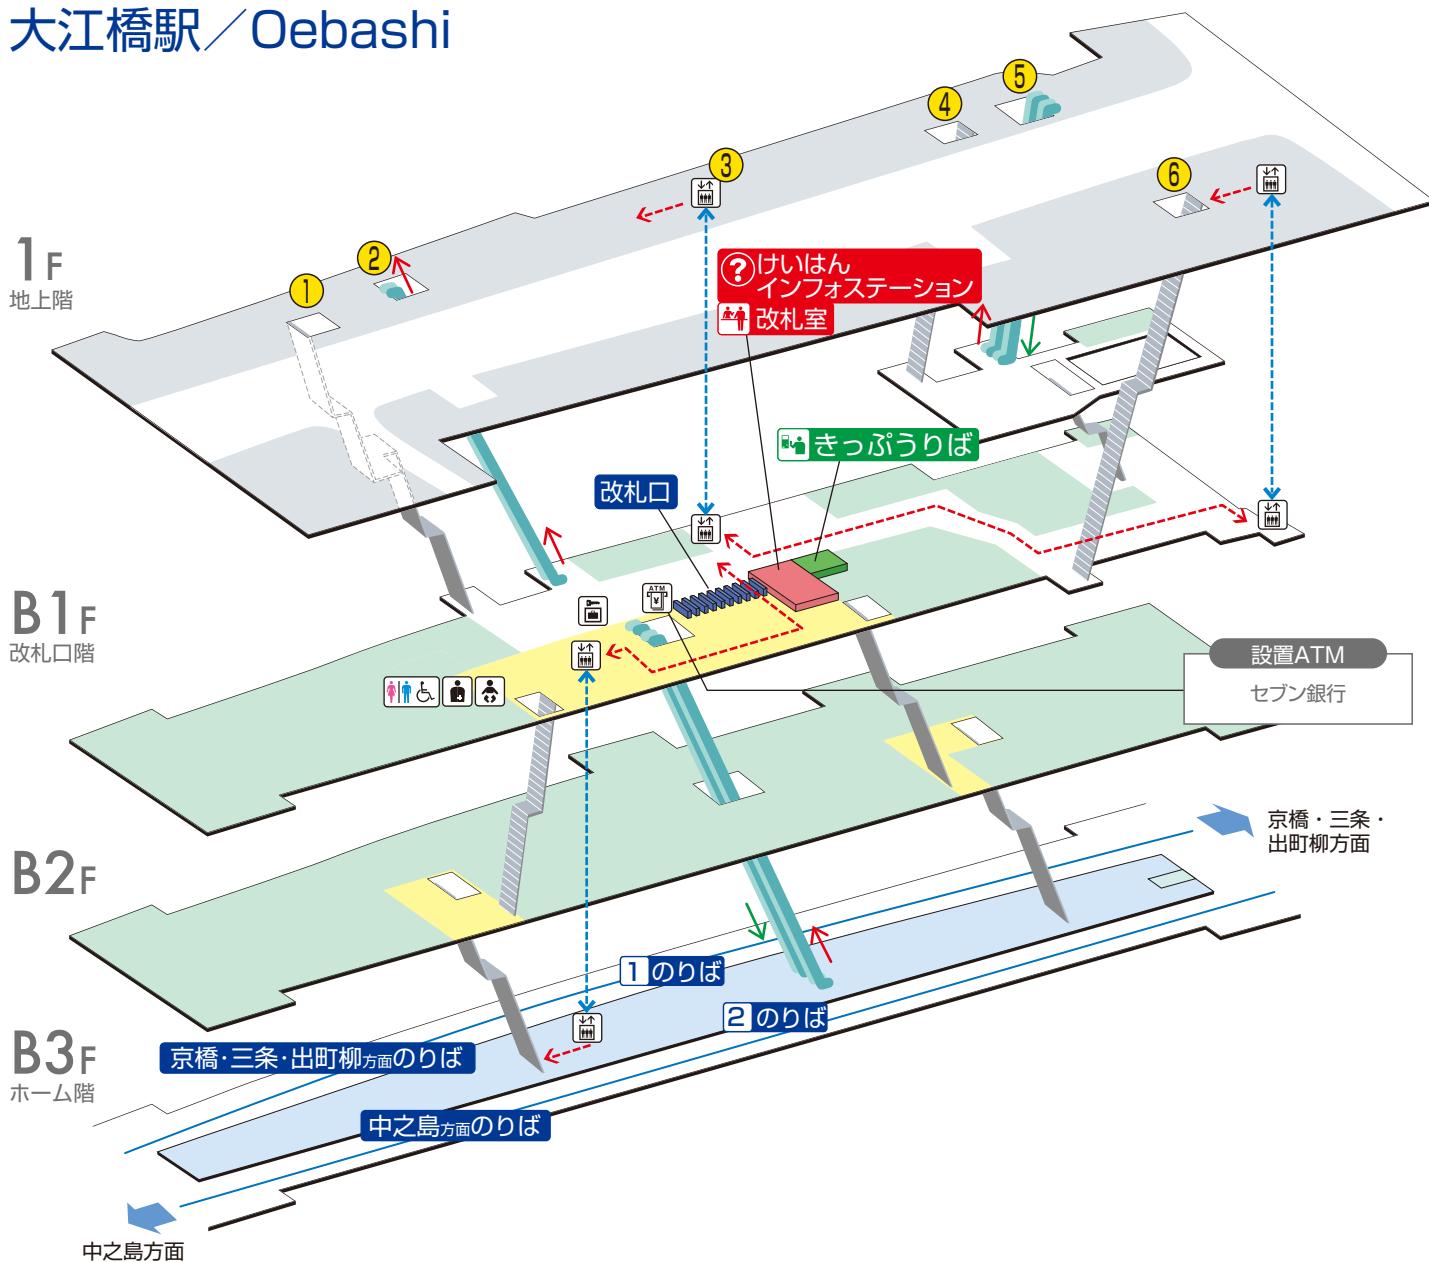 大江橋駅／Oebashi
5
4
3
6
2
1
1F
地上階
?けいはん
インフォステーション
改札室
きっぷうりば
改札口
ATM
¥
B1F
改札口階
設置ATM
セブン銀行
京橋・三条・
出町柳方面
B2F
1のりば
2のりば
B3F
ホーム階
京橋・三条・出町柳方面のりば
中之島方面のりば
中之島方面